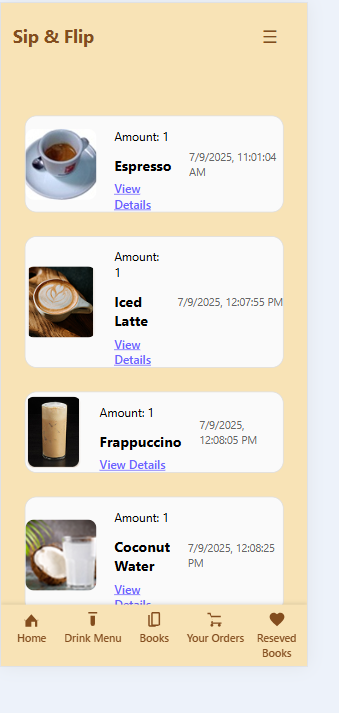 Sip & Flip
Amount: 1
Espresso
7/9/2025, 11:01:04
AM
View
Details
Amount:
1
Iced
Latte
7/9/2025, 12:07:55 PM
View
Details
Amount: 1
Frappuccino
7/9/2025,
12:08:05 PM
View Details
Amount: 1
Coconut
Water
7/9/2025, 12:08:25
PM
View
Details
Home
Drink Menu
Books
Your Orders
Reseved
Books